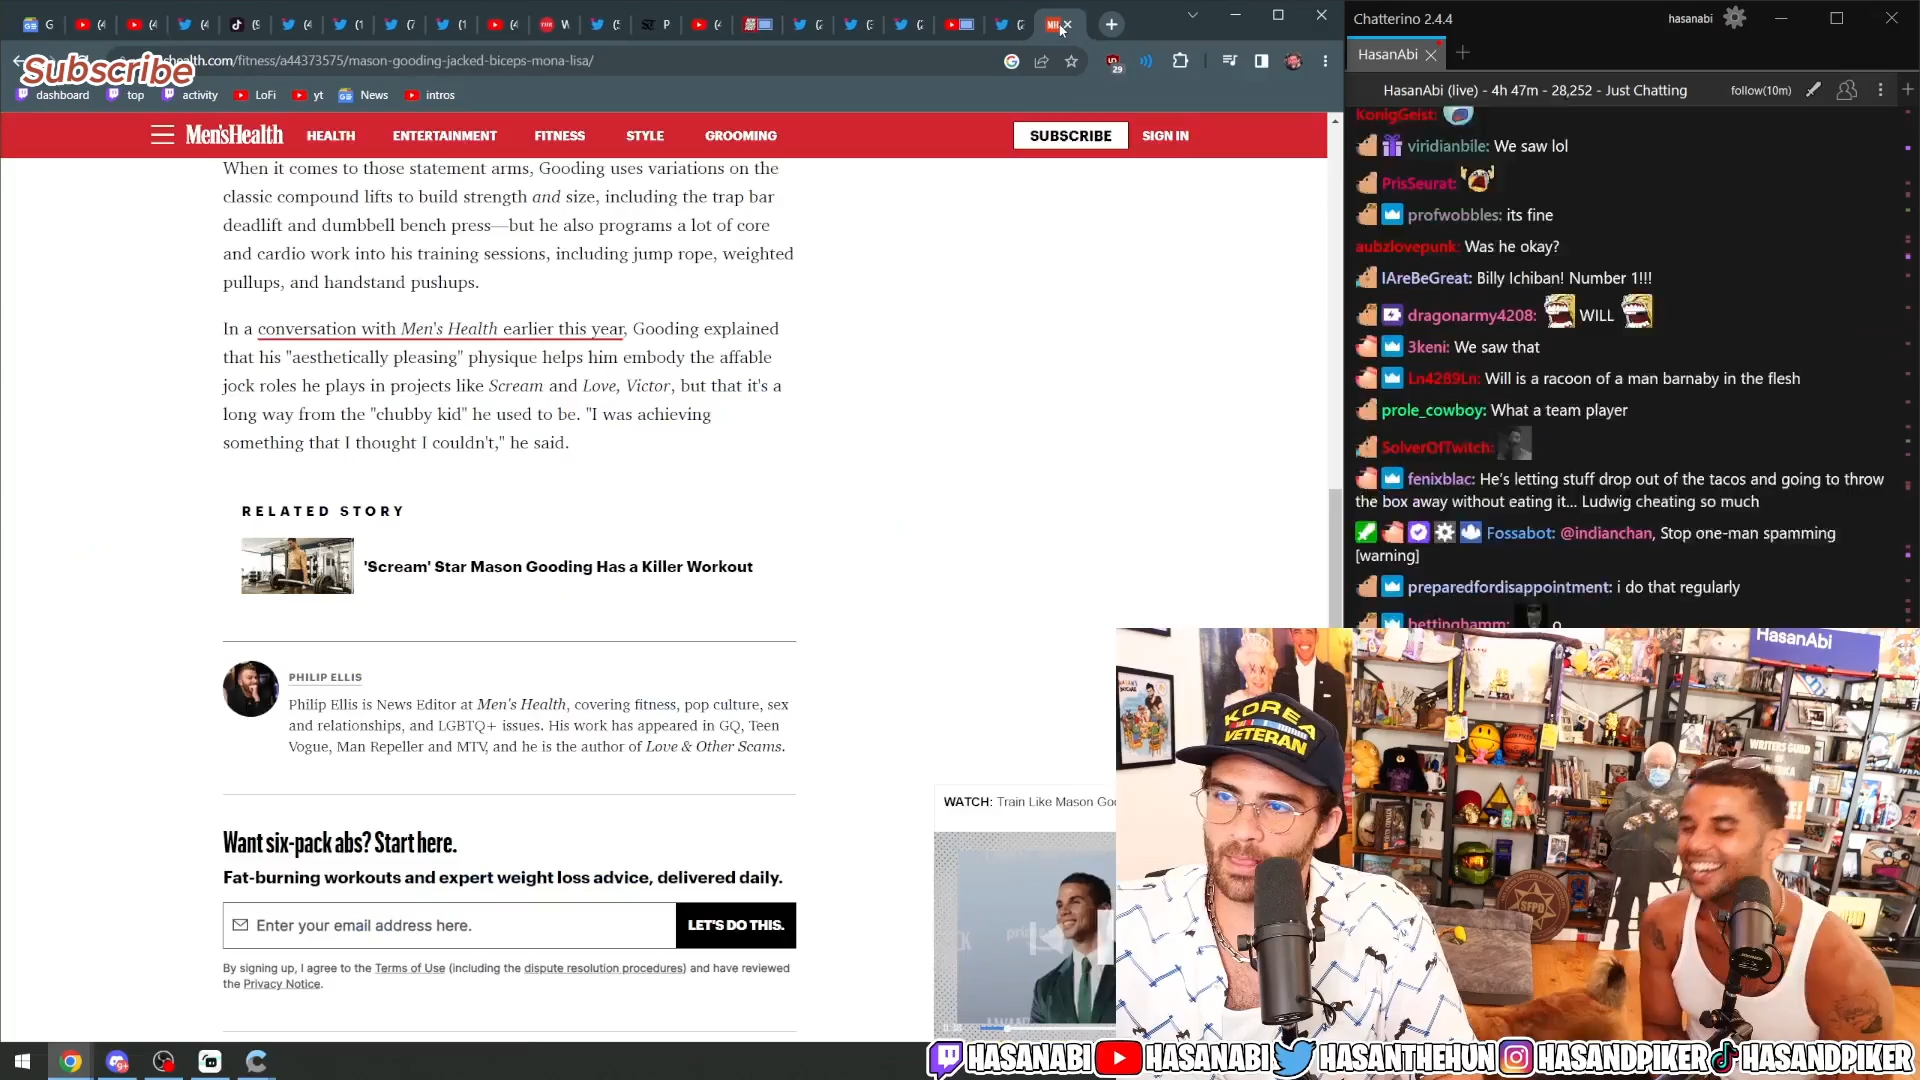 Subscribe
shealth.com/fitness/a44373575/mason-gooding-jacked-biceps-mona-lisa/
29
dashboard
top
activity
LoFi
yt
News
intros
Men'sHealth
HEALTH
ENTERTAINMENT
FITNESS
STYLE
GROOMING
SUBSCRIBE
SIGN IN
When it comes to those statement arms, Gooding uses variations on the
classic compound lifts to build strength and size, including the trap bar
deadlift and dumbbell bench press—but he also programs a lot of core
and cardio work into his training sessions, including jump rope, weighted
pullups, and handstand pushups.
In a conversation with Men's Health earlier this year, Gooding explained
that his "aesthetically pleasing" physique helps him embody the affable
jock roles he plays in projects like Scream and Love, Victor, but that it's a
long way from the "chubby kid" he used to be. "I was achieving
something that I thought I couldn't," he said.
RELATED STORY
'Scream' Star Mason Gooding Has a Killer Workout
PHILIP ELLIS
Philip Ellis is News Editor at Men's Health, covering fitness, pop culture, sex
and relationships, and LGBTQ+ issues. His work has appeared in GQ, Teen
Vogue, Man Repeller and MTV, and he is the author of Love & Other Scams.
Want six-pack abs? Start here.
Fat-burning workouts and expert weight loss advice, delivered daily.
Enter your email address here.
LET'S DO THIS.
By signing up, I agree to the Terms of Use (including the dispute resolution procedures) and have reviewed
the Privacy Notice.
WATCH: Train Like Mason Goo
Chatterino 2.4.4
hasanabi
HasanAbi
HasanAbi (live) - 4h 47m - 28,252 - Just Chatting
follow(10m)
KonigGeist:
viridianbile: We saw lol
PrisSeurat:
profwobbles: its fine
aubzlovepunk: Was he okay?
IAreBeGreat: Billy Ichiban! Number 1!!!
dragonarmy4208: WILL
3keni: We saw that
Ln4289Ln: Will is a racoon of a man barnaby in the flesh
prole_cowboy: What a team player
SolverOfTwitch:
fenixblac: He's letting stuff drop out of the tacos and going to throw
the box away without eating it... Ludwig cheating so much
Fossabot: @indianchan, Stop one-man spamming
[warning]
preparedfordisappointment: i do that regularly
bettinghamm:
HasanAbi
KOREA
VETERAN
WRITERS GUILD
SFPD
HASANABI
HASANABI
HASANTHEHUN
HASANDPIKER
HASANDPIKER